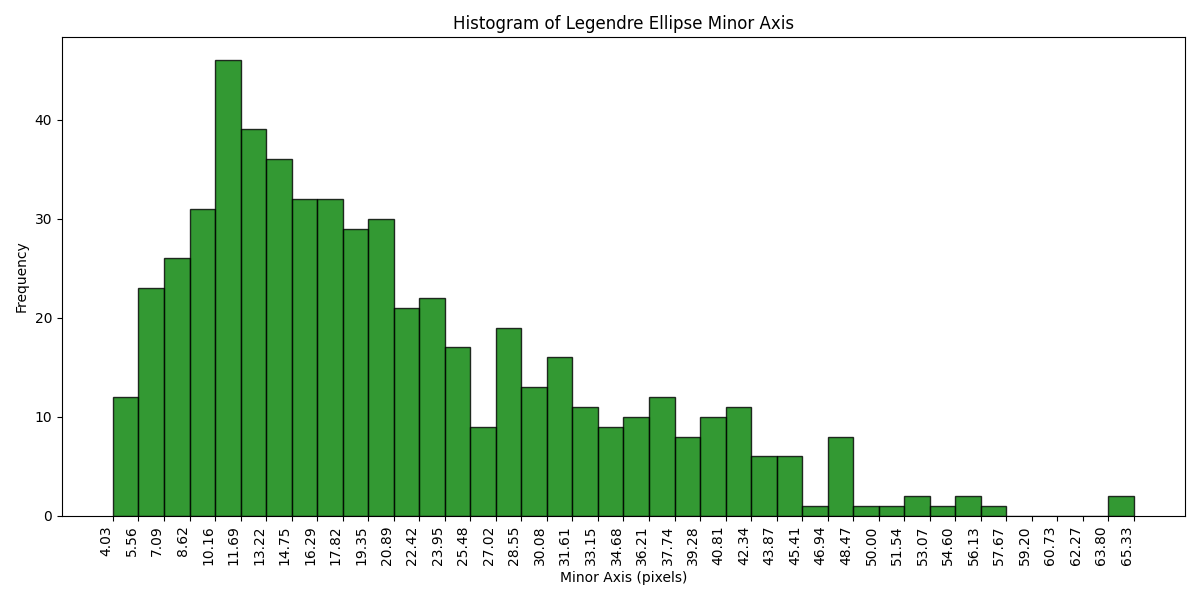 Histogram of Legendre Ellipse Minor Axis
Frequency
40
30
20
10
0
4.03 5.56 7.09 8.62 10.16 11.69 13.22 14.75 16.29 17.82 19.35 20.89 22.42 23.95 25.48 27.02 28.55 30.08 31.61 33.15 34.68 36.21 37.74 39.28 40.81 42.34 43.87 45.41 46.94 48.47 50.00 51.54 53.07 54.60 56.13 57.67 59.20 60.73 62.27 63.80 65.33
Minor Axis (pixels)